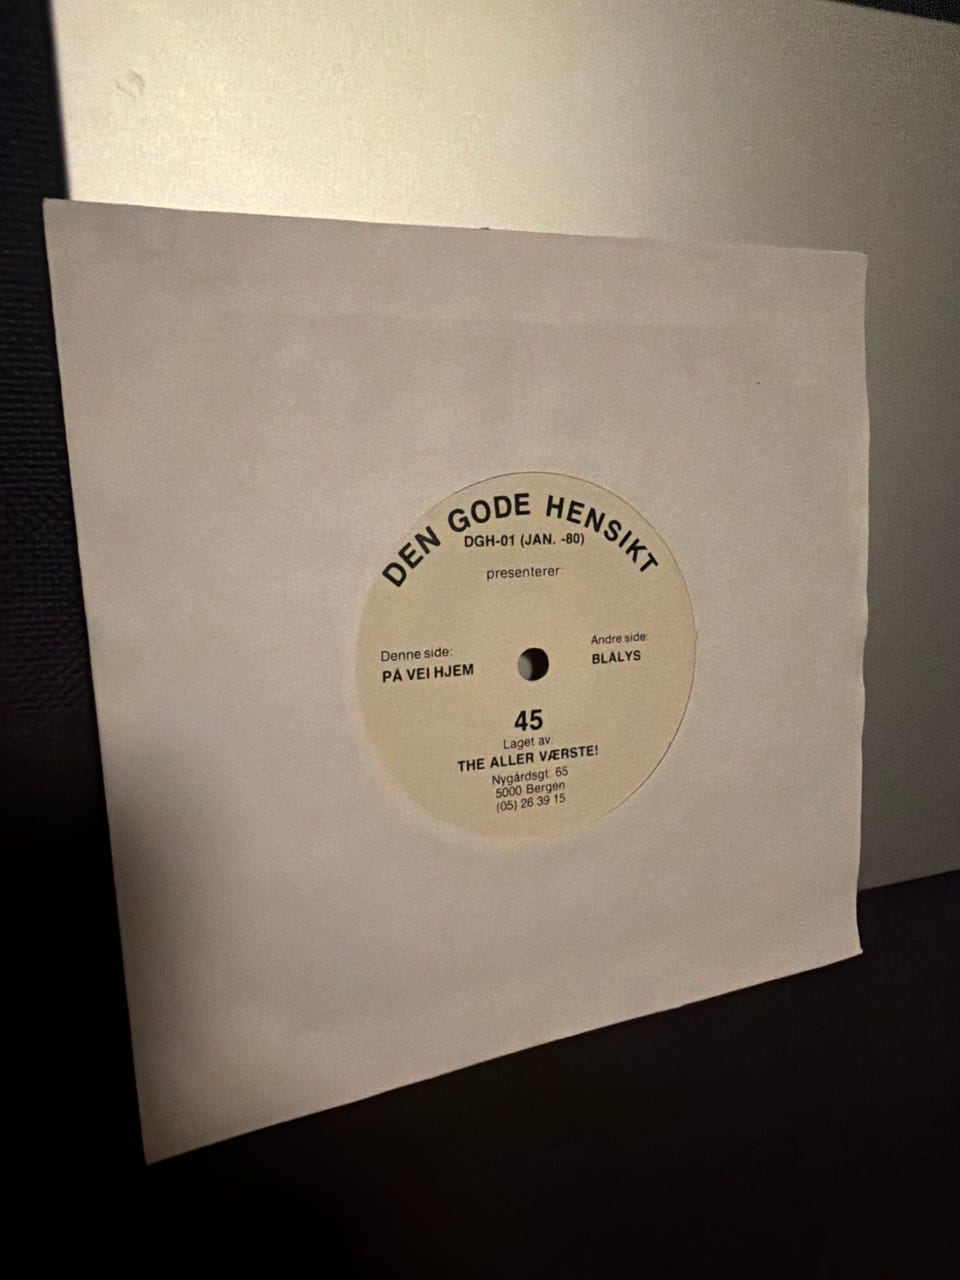 DEN GODE HENSIKT
DGH-01 (JAN. -80)
presenterer
Denne side:
PÅ VEI HJEM
Andre side:
BLÅLYS
45
Laget av:
THE ALLER VÆRSTE!
Nygårdsgt. 65
5000 Bergen
(05) 26 39 15